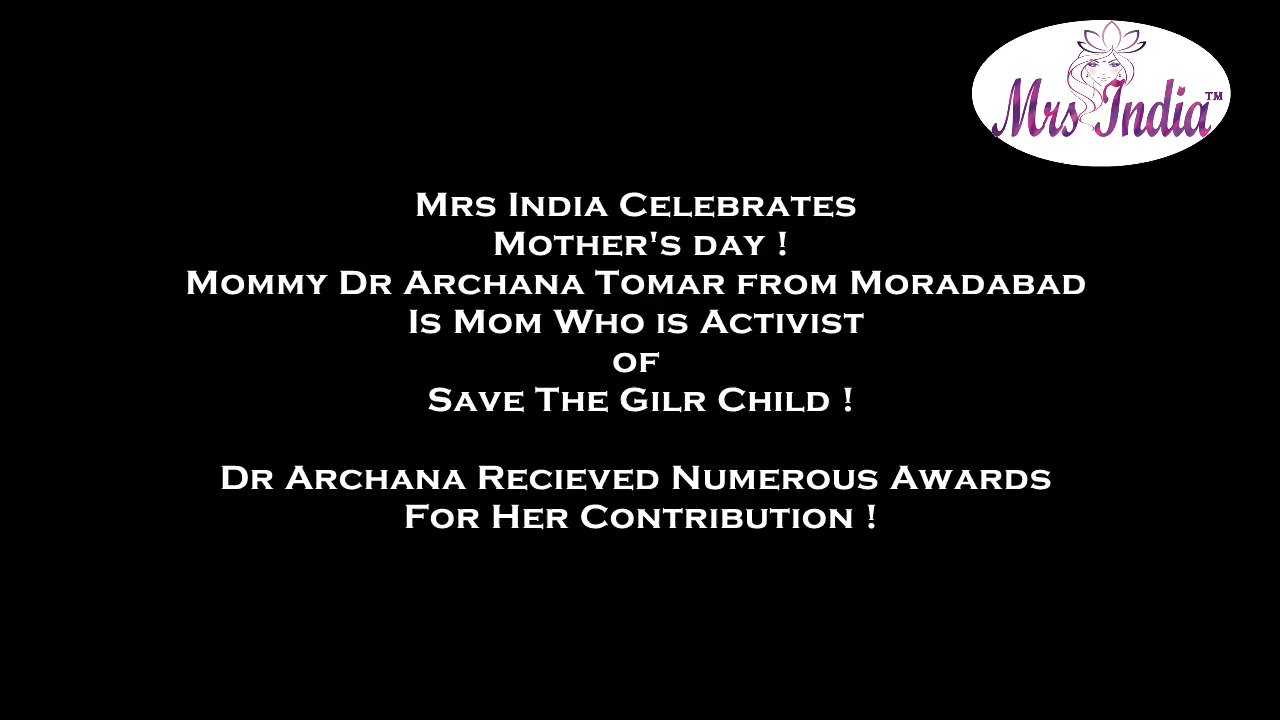 Mrs India™
Mrs India Celebrates
Mother's day !
Mommy Dr Archana Tomar from Moradabad
Is Mom Who is Activist
of
Save The Gilr Child !
Dr Archana Recieved Numerous Awards
For Her Contribution !